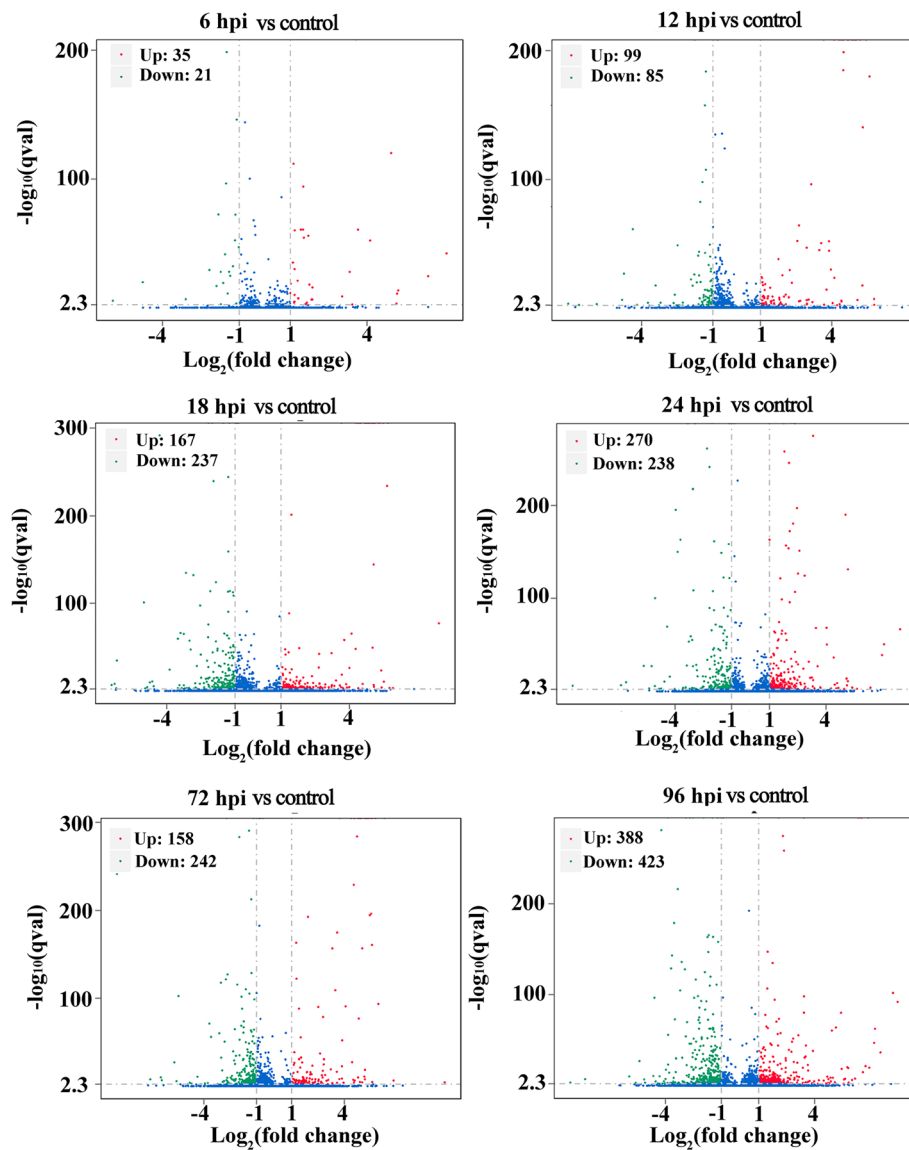 6 hpi vs control
Up: 35
Down: 21
200
100
2.3
-log10(qval)
-4
-1
1
4
Log2(fold change)
12 hpi vs control
Up: 99
Down: 85
200
100
2.3
-log10(qval)
-4
-1
1
4
Log2(fold change)
18 hpi vs control
Up: 167
Down: 237
300
200
100
2.3
-log10(qval)
-4
-1
1
4
Log2(fold change)
24 hpi vs control
Up: 270
Down: 238
200
100
2.3
-log10(qval)
-4
-1
1
4
Log2(fold change)
72 hpi vs control
Up: 158
Down: 242
300
200
100
2.3
-log10(qval)
-4
-1
1
4
Log2(fold change)
96 hpi vs control
Up: 388
Down: 423
200
100
2.3
-log10(qval)
-4
-1
1
4
Log2(fold change)